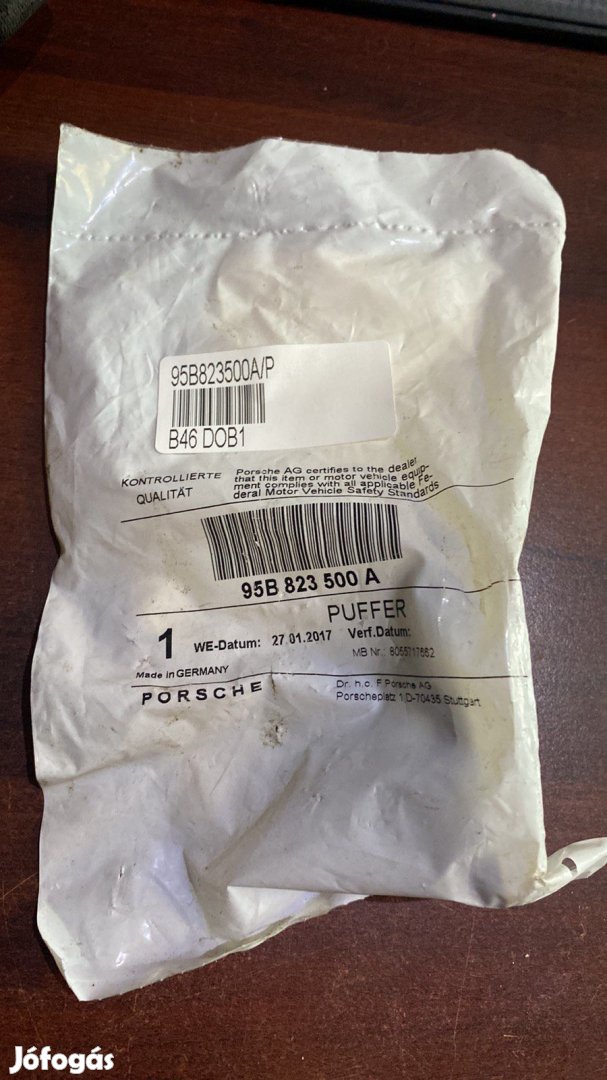 95B823500A/P
B46 DOB1
KONTROLLIERTE
QUALITÄT
Porsche AG certifies to the dealer
that this item or motor vehicle equip-
ment complies with all applicable Fe-
deral Motor Vehicle Safety Standards
95B 823 500 A
PUFFER
1 WE-Datum: 27.01.2017 Verf.Datum:
MB Nr.: 8055717662
Made in GERMANY
PORSCHE
Dr. h.c. F. Porsche AG
Porscheplatz 1,D-70435 Stuttgart
Jófogás